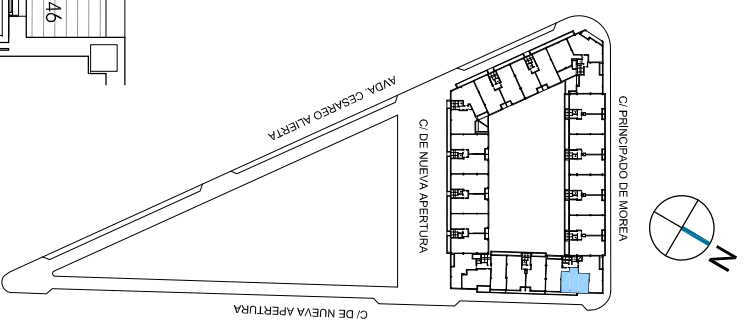 46
AVDA. CESAREO ALIERTA
C/ DE NUEVA APERTURA
C/ PRINCIPADO DE MOREA
N
C/ DE NUEVA APERTURA